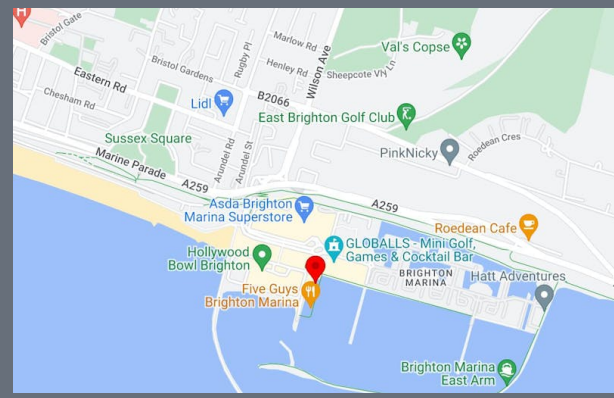 H
Bristol Gate
Marlow Rd
Val's Copse
Rugby Pl
Wilson Ave
Bristol Gardens
Henley Rd
Sheepcote Vly Ln
Eastern Rd
B2066
Chesham Rd
Lidl
East Brighton Golf Club
Sussex Square
Roedean Cres
PinkNicky
Arundel Rd
Arundel St
Marine Parade
A259
Asda Brighton
Marina Superstore
A259
Roedean Cafe
Hollywood
Bowl Brighton
GLOBALLS - Mini Golf,
Games & Cocktail Bar
BRIGHTON
MARINA
Hatt Adventures
Five Guys
Brighton Marina
Brighton Marina
East Arm